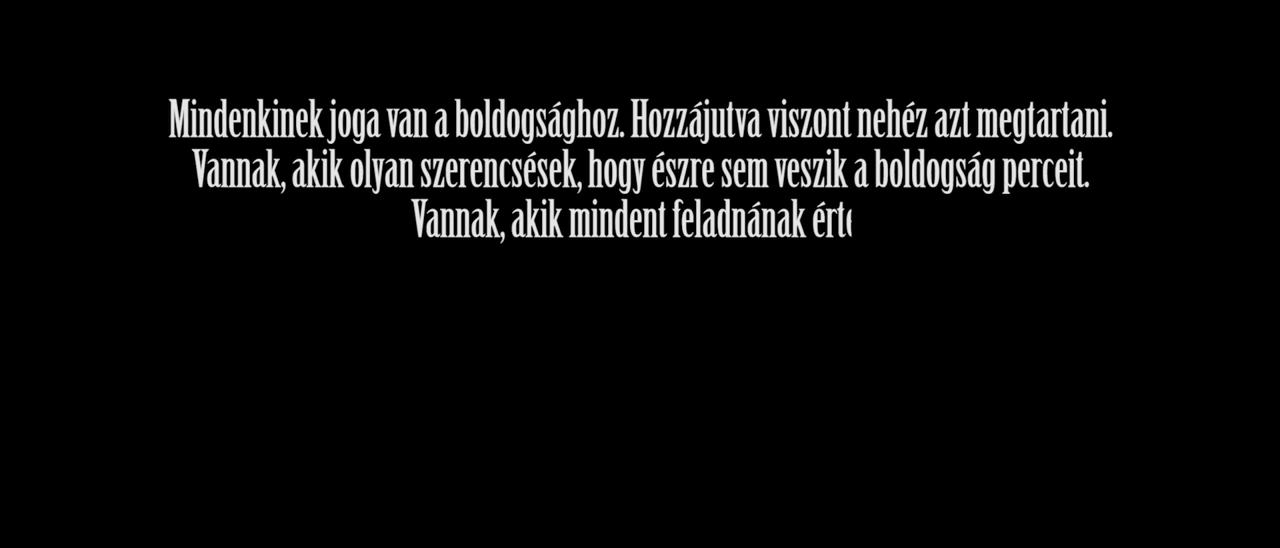 Mindenkinek joga van a boldogsághoz. Hozzájutva viszont nehéz azt megtartani.
Vannak, akik olyan szerencsések, hogy észre sem veszik a boldogság perceit.
Vannak, akik mindent feladnának érte